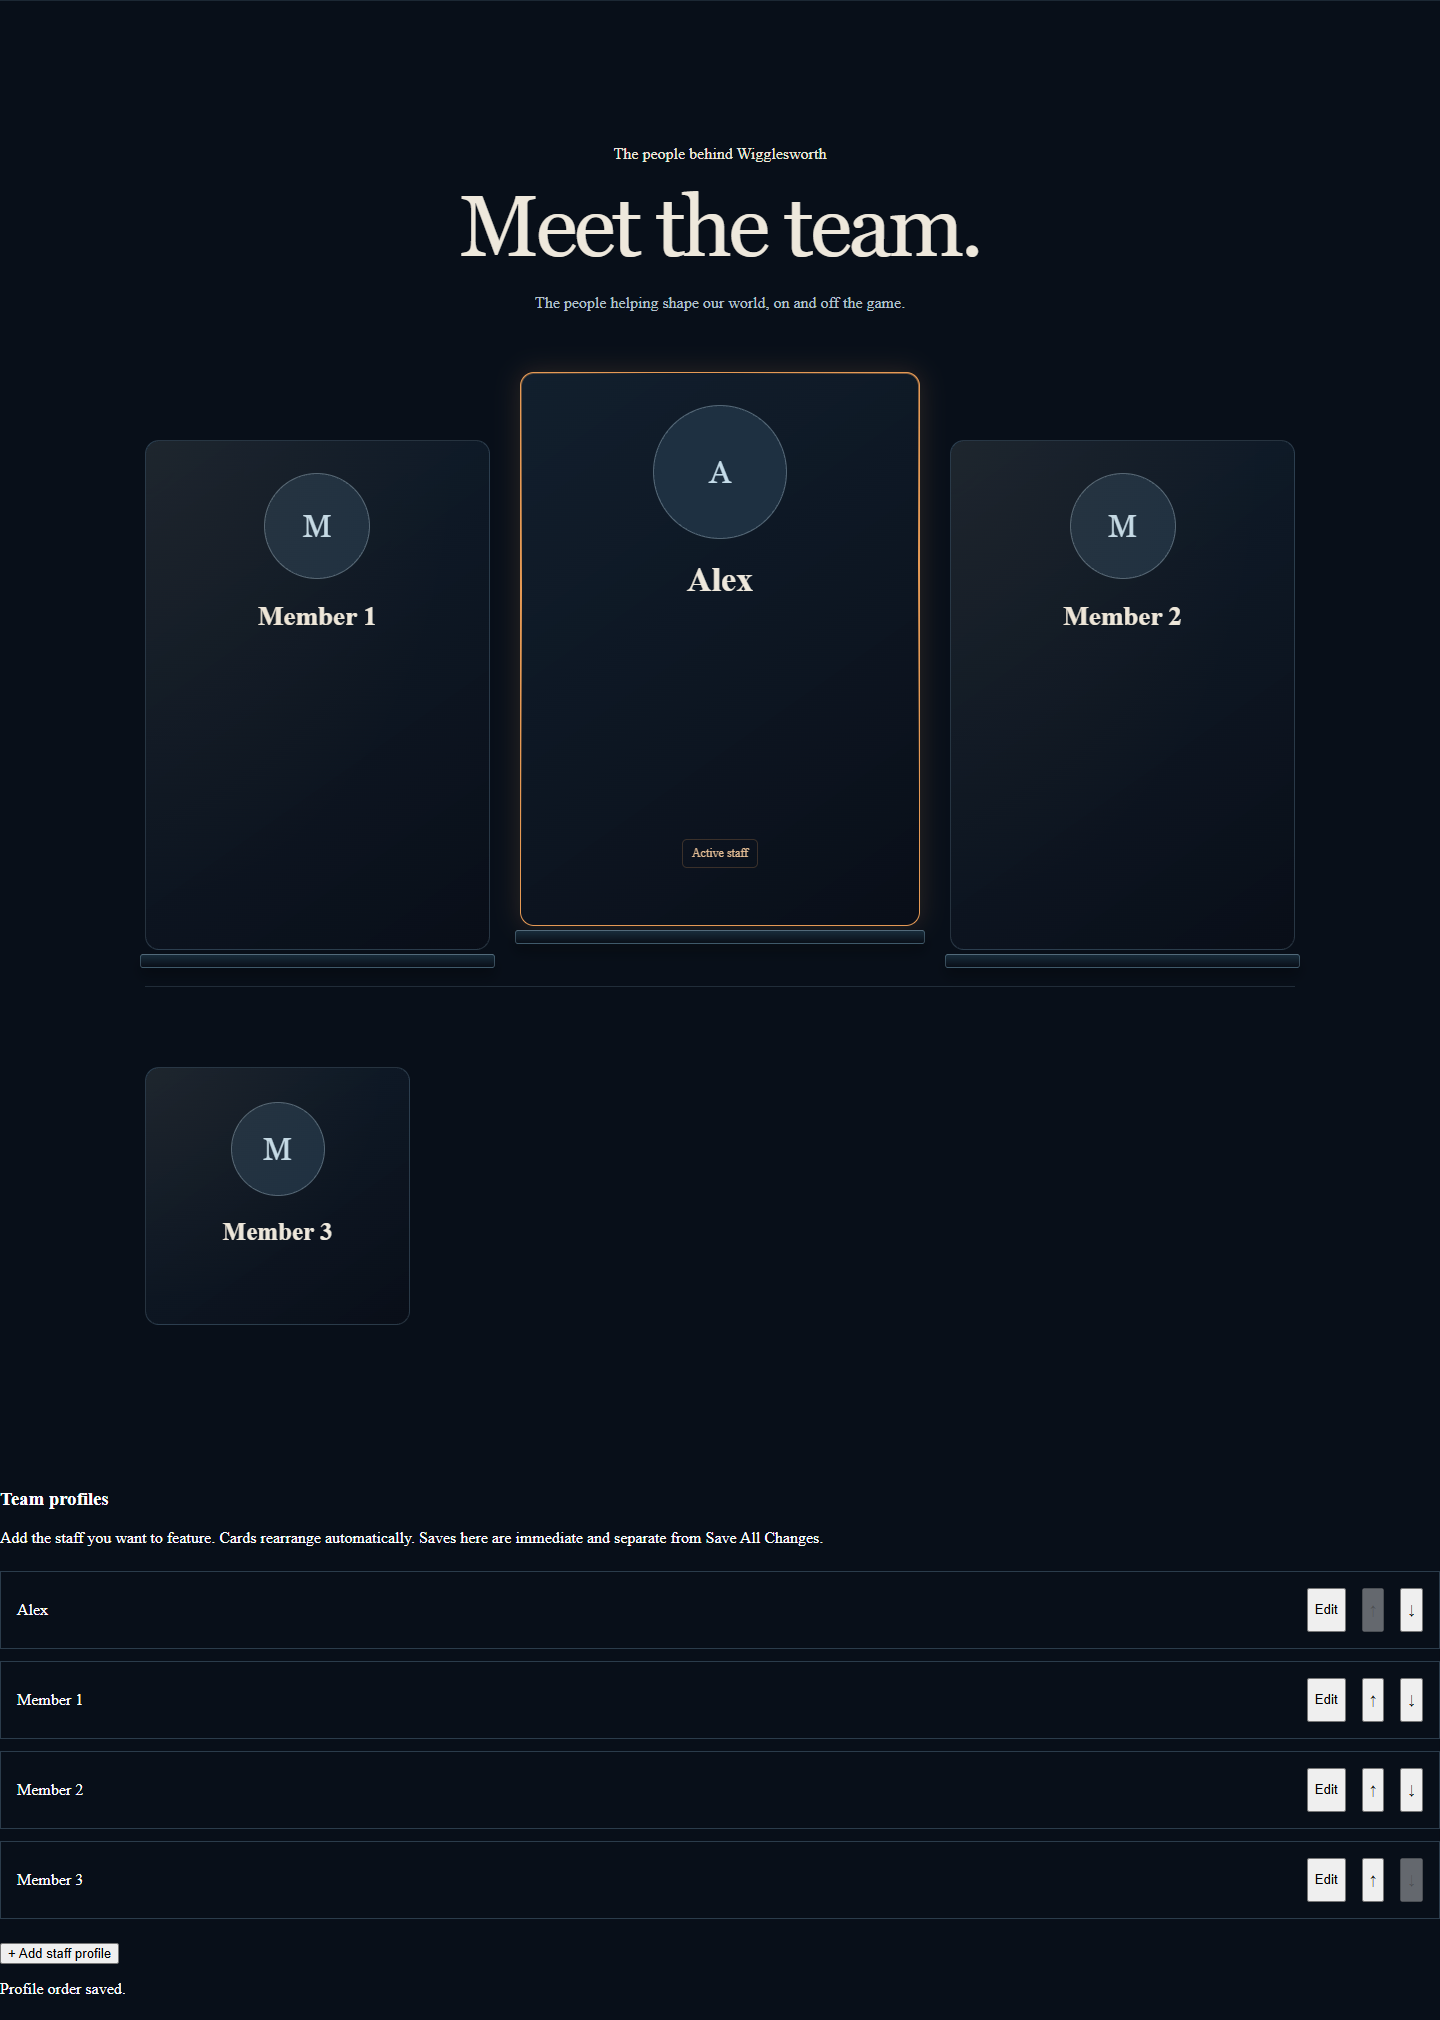 The people behind Wigglesworth
Meet the team.
The people helping shape our world, on and off the game.
M
Member 1
A
Alex
Active staff
M
Member 2
M
Member 3
Team profiles
Add the staff you want to feature. Cards rearrange automatically. Saves here are immediate and separate from Save All Changes.
Alex
Edit ↑ ↓
Member 1
Edit ↑ ↓
Member 2
Edit ↑ ↓
Member 3
Edit ↑ ↓
+ Add staff profile
Profile order saved.